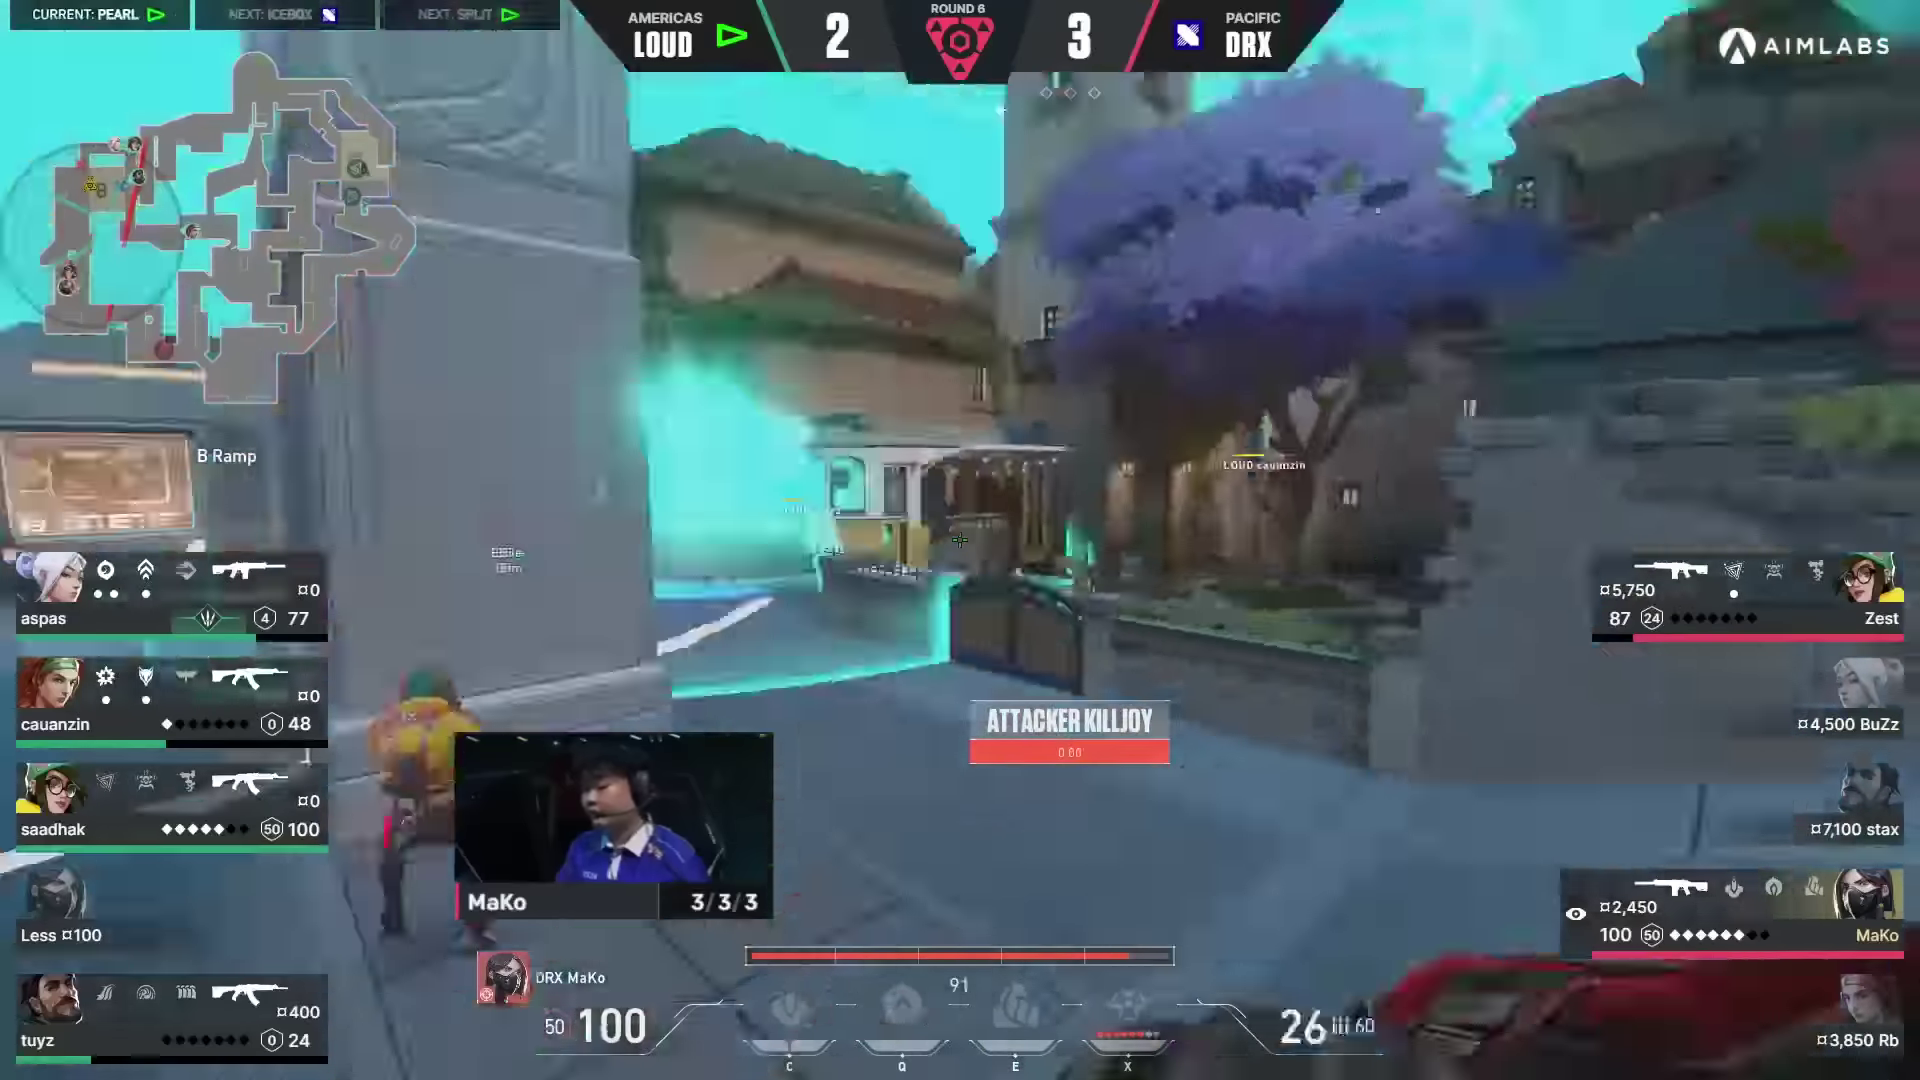 CURRENT: PEARL
NEXT: ICEBOX
NEXT: SPLIT
AMERICAS
LOUD
2
ROUND 6
3
PACIFIC
DRX
AIMLABS
A
B
B Ramp
LOUD cauanzin
¤0
aspas
4
77
¤0
cauanzin
0
48
¤0
saadhak
50
100
Less ¤100
¤400
tuyz
0
24
¤5,750
87
24
Zest
¤4,500 BuZz
¤7,100 stax
¤2,450
100
50
MaKo
¤3,850 Rb
ATTACKER KILLJOY
MaKo
3/3/3
DRX MaKo
50
100
91
C
Q
E
X
26
60